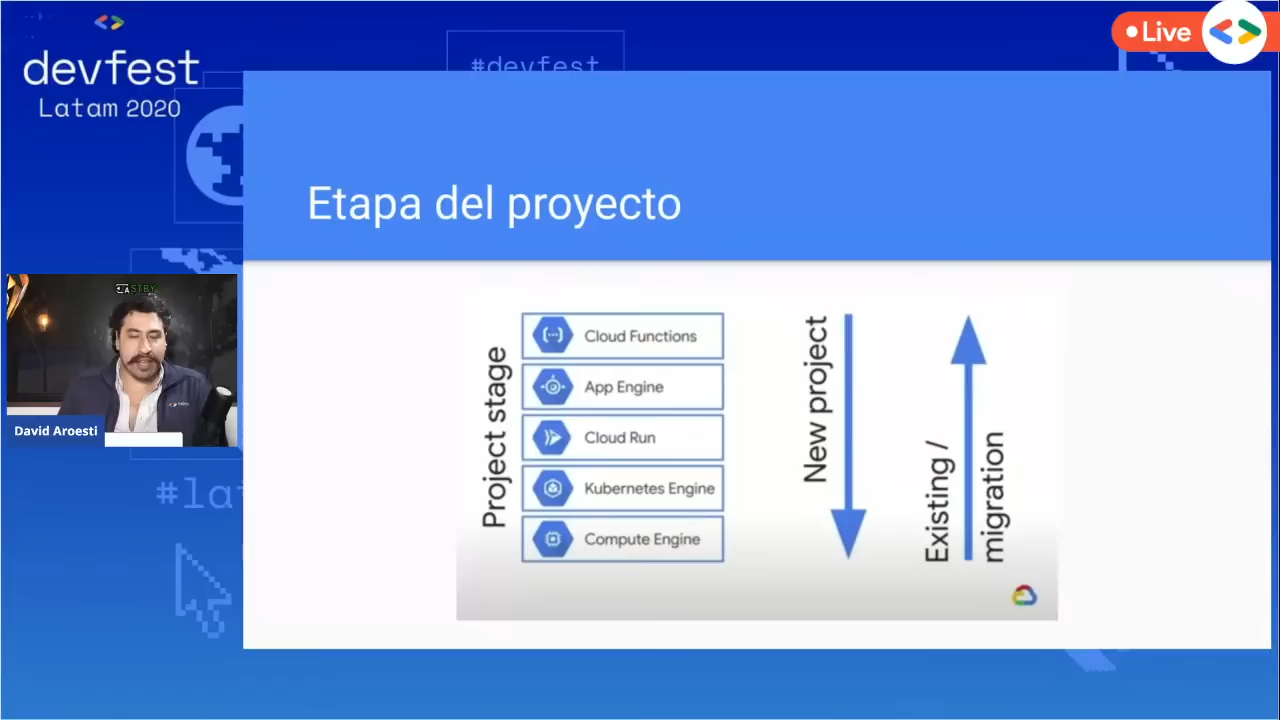 devfest
Latam 2020
#devfest
Live
Etapa del proyecto
STBY
David Aroesti
#la
Project stage
Cloud Functions
App Engine
Cloud Run
Kubernetes Engine
Compute Engine
New project
Existing /
migration